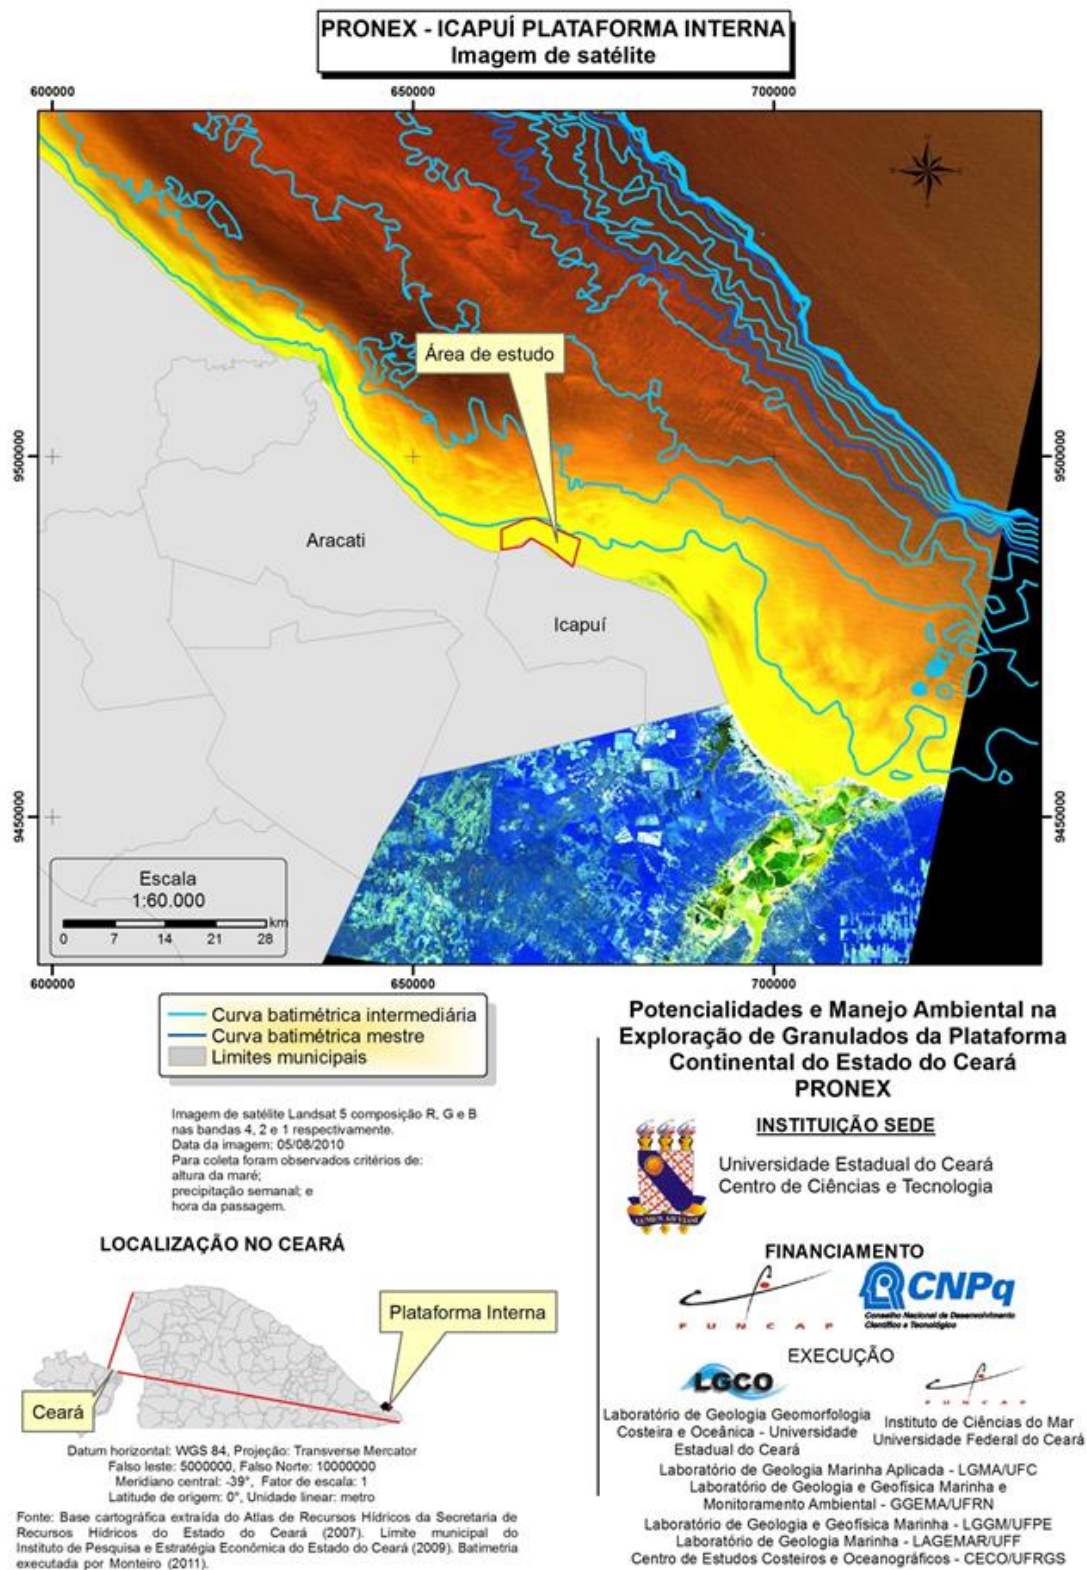 PRONEX - ICAPUÍ PLATAFORMA INTERNA
Imagem de satélite
600000 650000 700000
Área de estudo
9500000 9500000
Aracati
Icapuí
9450000 9450000
Escala
1:60.000
km
0 7 14 21 28
600000 650000 700000
Curva batimétrica intermediária
Curva batimétrica mestre
Limites municipais
Imagem de satélite Landsat 5 composição R, G e B
nas bandas 4, 2 e 1 respectivamente.
Data da imagem: 05/08/2010
Para coleta foram observados critérios de:
altura da maré;
precipitação semanal; e
hora da passagem.
LOCALIZAÇÃO NO CEARÁ
Plataforma Interna
Ceará
Datum horizontal: WGS 84, Projeção: Transverse Mercator
Falso leste: 5000000, Falso Norte: 10000000
Meridiano central: -39°, Fator de escala: 1
Latitude de origem: 0°, Unidade linear: metro
Fonte: Base cartográfica extraída do Atlas de Recursos Hídricos da Secretaria de
Recursos Hídricos do Estado do Ceará (2007). Limite municipal do
Instituto de Pesquisa e Estratégia Econômica do Estado do Ceará (2009). Batimetria
executada por Monteiro (2011).
Potencialidades e Manejo Ambiental na
Exploração de Granulados da Plataforma
Continental do Estado do Ceará
PRONEX
INSTITUIÇÃO SEDE
Universidade Estadual do Ceará
Centro de Ciências e Tecnologia
FINANCIAMENTO
FUNCAP
CNPq
Conselho Nacional de Desenvolvimento
Científico e Tecnológico
EXECUÇÃO
LGCO
Laboratório de Geologia Geomorfologia
Costeira e Oceânica - Universidade
Estadual do Ceará
FUNCAP
Instituto de Ciências do Mar
Universidade Federal do Ceará
Laboratório de Geologia Marinha Aplicada - LGMA/UFC
Laboratório de Geologia e Geofísica Marinha e
Monitoramento Ambiental - GGEMA/UFRN
Laboratório de Geologia e Geofísica Marinha - LGGM/UFPE
Laboratório de Geologia Marinha - LAGEMAR/UFF
Centro de Estudos Costeiros e Oceanográficos - CECO/UFRGS